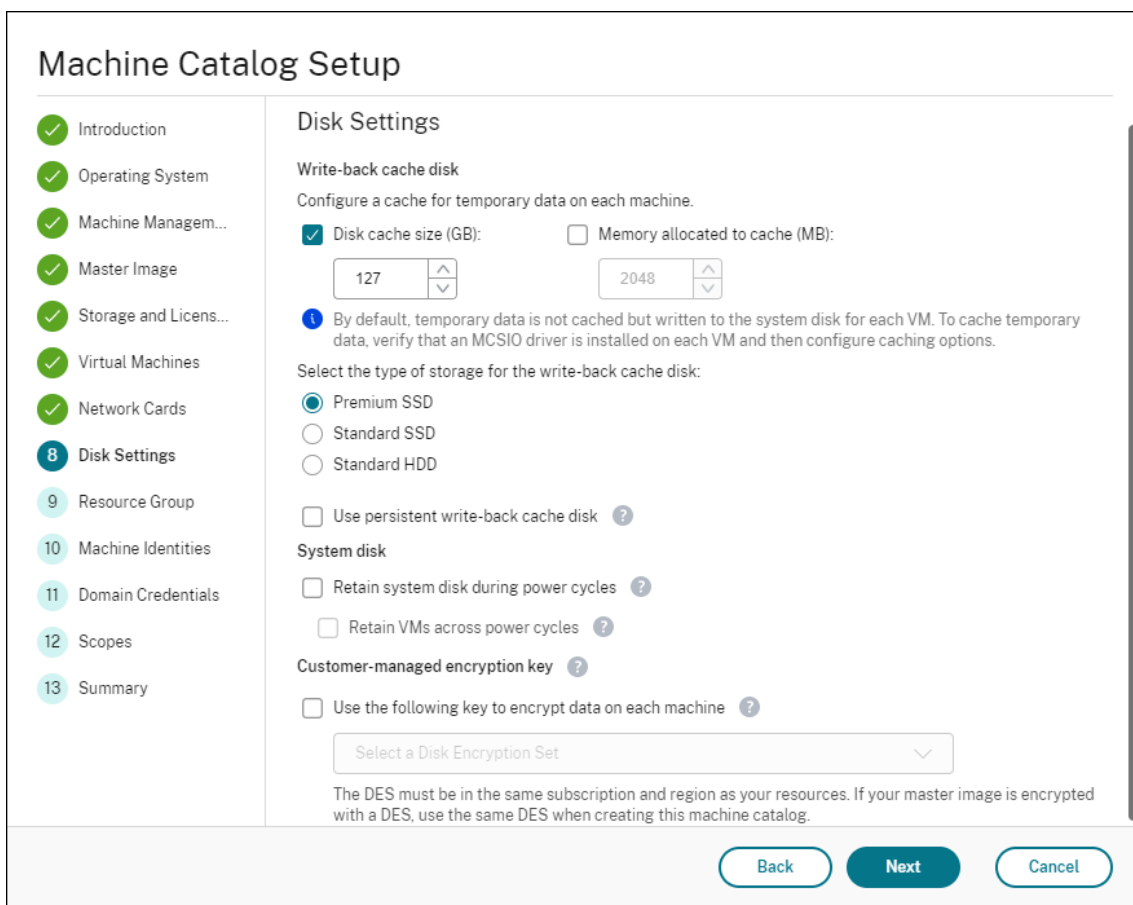 Machine Catalog Setup
Introduction
Operating System
Machine Managem...
Master Image
Storage and Licens...
Virtual Machines
Network Cards
8 Disk Settings
9 Resource Group
10 Machine Identities
11 Domain Credentials
12 Scopes
13 Summary
Disk Settings
Write-back cache disk
Configure a cache for temporary data on each machine.
Disk cache size (GB): Memory allocated to cache (MB):
127 2048
i By default, temporary data is not cached but written to the system disk for each VM. To cache temporary
data, verify that an MCSIO driver is installed on each VM and then configure caching options.
Select the type of storage for the write-back cache disk:
Premium SSD
Standard SSD
Standard HDD
Use persistent write-back cache disk ?
System disk
Retain system disk during power cycles ?
Retain VMs across power cycles ?
Customer-managed encryption key ?
Use the following key to encrypt data on each machine ?
Select a Disk Encryption Set
The DES must be in the same subscription and region as your resources. If your master image is encrypted
with a DES, use the same DES when creating this machine catalog.
Back Next Cancel